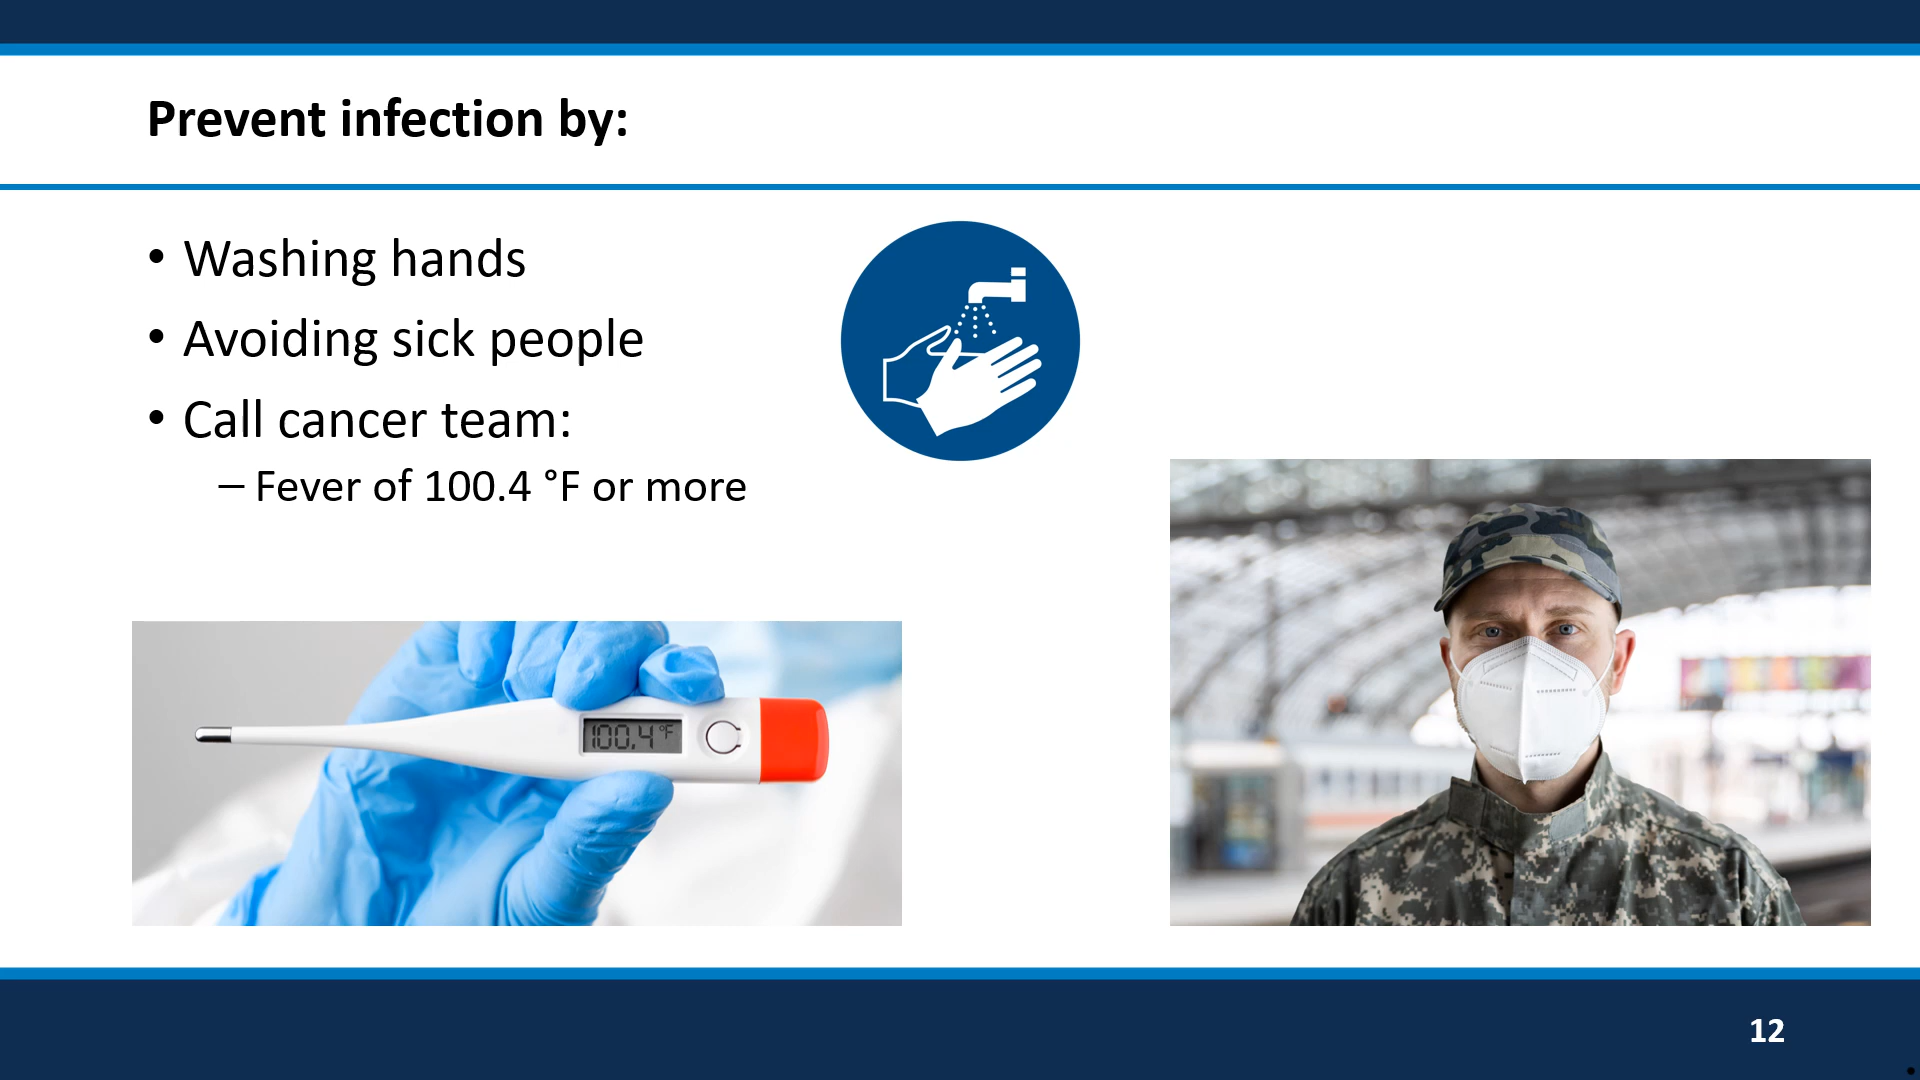 Prevent infection by:
• Washing hands
• Avoiding sick people
• Call cancer team:
– Fever of 100.4 °F or more
100.4 °F
12